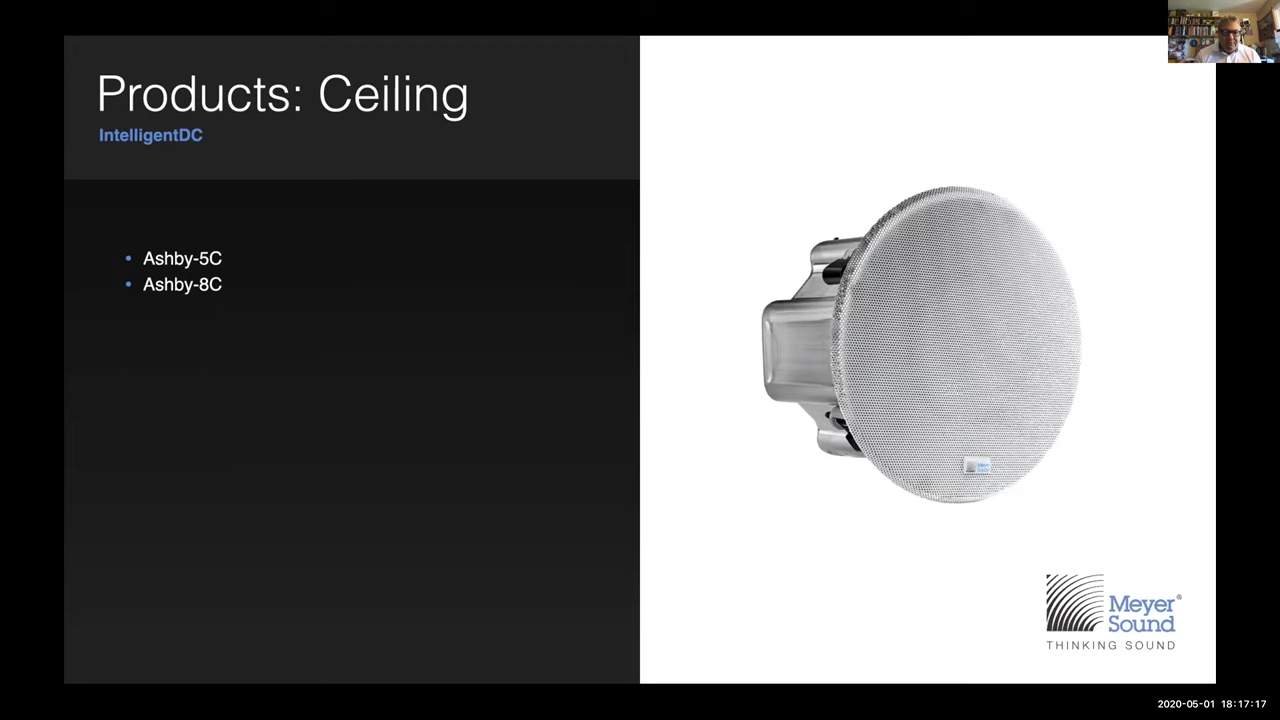 Products: Ceiling
IntelligentDC
• Ashby-5C
• Ashby-8C
Meyer®
Sound
THINKING SOUND
2020-05-01 18:17:17